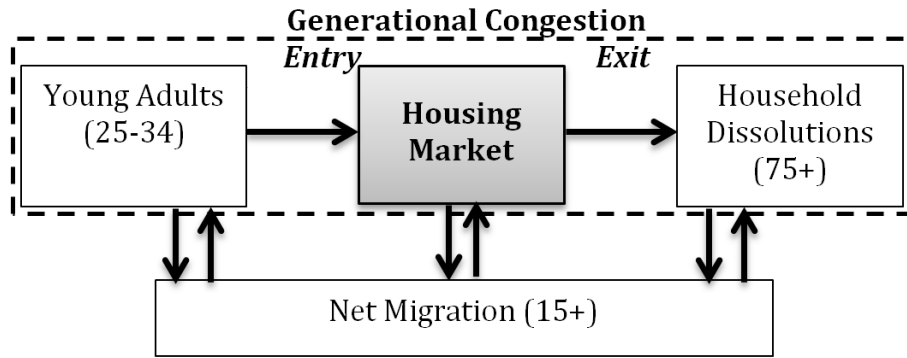 Generational Congestion
Entry
Exit
Young Adults
(25-34)
Housing
Market
Household
Dissolutions
(75+)
Net Migration (15+)